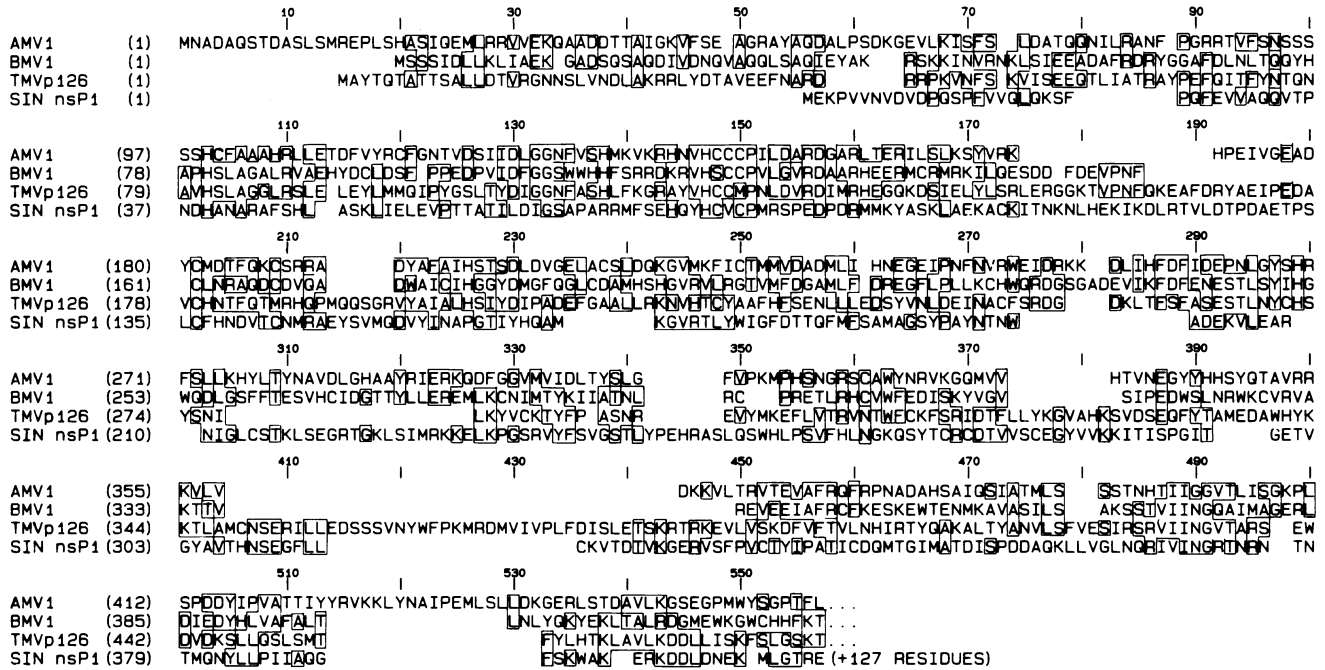 10 30 50 70 90
AMV1 (1) MNADAQSTDASLSMREPLSHASIQEMLRRVVEKQAADDTTAIGKVFSE AGRAYAQDALPSDKGEVLKISFS LDATQQNILRANF PGRRTVFSNSSS
BMV1 (1) MSSSIDLLKLIAEK GADSQSAQDIVDNQVAQQLSAQIEYAK RSKKINVRNKLSIEEADAFRDRYGGAFDLNLTQQYH
TMVp126 (1) MAYTQTATTSALLDTVRGNNSLVNDLAKRRLYDTAVEEFNARD RRPKVNFS KVISEEQTLIATRAYPEFQITFYNTQN
SIN nsP1 (1) MEKPVVNVDVDPQSPFVVQLQKSF PQFEVVAQQVTP
110 130 150 170 190
AMV1 (97) SSHCFAAAHRLLETDFVYRCFGNTVDSIIDLGGNFVSHMKVKRHNVHCCCPILDARDGARLTERILSLKSYVRK HPEIVGEAD
BMV1 (78) APHSLAGALRVAEHYDCLDSF PPEDPVIDFGGSWWHHFSRRDKRVHSCCPVLGVRDAARHEERMCRMRKILQESDD FDEVPNF
TMVp126 (79) AVHSLAGGLRSLE LEYLMMQIPYGSLTYDIGGNFASHLFKGRAYVHCCMPNLDVRDIMRHEGQKDSIELYLSRLERGGKTVPNFQKEAFDRYAEIPEDA
SIN nsP1 (37) NDHANARAFSHL ASKLIELEVPTTATILDIGSAPARRMFSEHQYHCVCPMRSPEDPDRMMKYASKLAEKACKITNKNLHEKIKDLRTVLDTPDAETPS
210 230 250 270 290
AMV1 (180) YCMDTFQKCSRRA DYAFAIHSTSDLDVGELACSLDQKGVMKFICTMMVDADMLI HNEGEIPNFNVRWEIDRKK DLIHFDFIDEPNLGYSHR
BMV1 (161) CLNRAQDCDVQA DWAICIHGGYDMGFQGLCDAMHSHGVRVLRGTVMFDGAMLF DREGFLPLLKCHWQRDGSGADEVIKFDFENESTLSYIHG
TMVp126 (178) VCHNTFQTMRHQPMQQSGRVYAIALHSIYDIPADEFGAALLRKNVHTCYAAFHFSENLLLEDSYVNLDEINACFSRDG DKLTFSFASESTLNYCHS
SIN nsP1 (135) LCFHNDVTCNMRAEYSVMQDVYINAPGTIYHQAM KGVRTLYWIGFDTTQFMFSAMAGSYPAYNTNW ADEKVLEAR
310 330 350 370 390
AMV1 (271) FSLLKHYLTYNAVDLGHAAYRIERKQDFGGVMVIDLTYSLG FVPKMPHSNGRSCAWYNRVKGQMVV HTVNEGYYHHSYQTAVRR
BMV1 (253) WQDLGSFFTESVHCIDGTTYLLEREMLKCNIMTYKIIATNL RC PRETLRHCVWFEDISKYVGV SIPEDWSLNRWKCVRVA
TMVp126 (274) YSNI LKYVCKTYFP ASNR EVYMKEFLVTRVNTWFCKFSRIDTFLLYKGVAHKSVDSEQFYTAMEDAWHYK
SIN nsP1 (210) NIGLCSTKLSEGRTGKLSIMRKKELKPGSRVYFSVGSTLYPEHRASLQSWHLPSVFHLNGKQSYTCRCDTVVSCEGYVVKKITISPGIT GETV
410 430 450 470 490
AMV1 (355) KVLV DKKVLTRVTEVAFRQFRPNADAHSAIQSIATMLS SSTNHTIIGGVTLISGKPL
BMV1 (333) KTTV REVEEIAFRCFKESKEWTENMKAVASILS AKSSTVIINGQAIMAGERL
TMVp126 (344) KTLAMCNSERILLEDSSSVNYWFPKMRDMVIVPLFDISLETSKRTRKEVLVSKDFVFTVLNHIRTYQAKALTYANVLSFVESIRSRVIINGVTARS EW
SIN nsP1 (303) GYAVTHNSEGFLL CKVTDTVKGERVSFPVCTYIPATICDQMTGIMATDISPDDAQKLLVGLNQRIVINGRTNRN TN
510 530 550
AMV1 (412) SPDDYIPVATTIYYRVKKLYNAIPEMLSLLDKGERLSTDAVLKGSEGPMWYSGPTFL...
BMV1 (385) DIEDYHLVAFALT LNLYQKYEKLTALRDGMEWKGWCHHFKT...
TMVp126 (442) DVDKSLLQSLSMT FYLHTKLAVLKDDLLISKFSLGSKT...
SIN nsP1 (379) TMQNYLLPIIAQG FSKWAK ERKDDLDNEK MLGTRE (+127 RESIDUES)